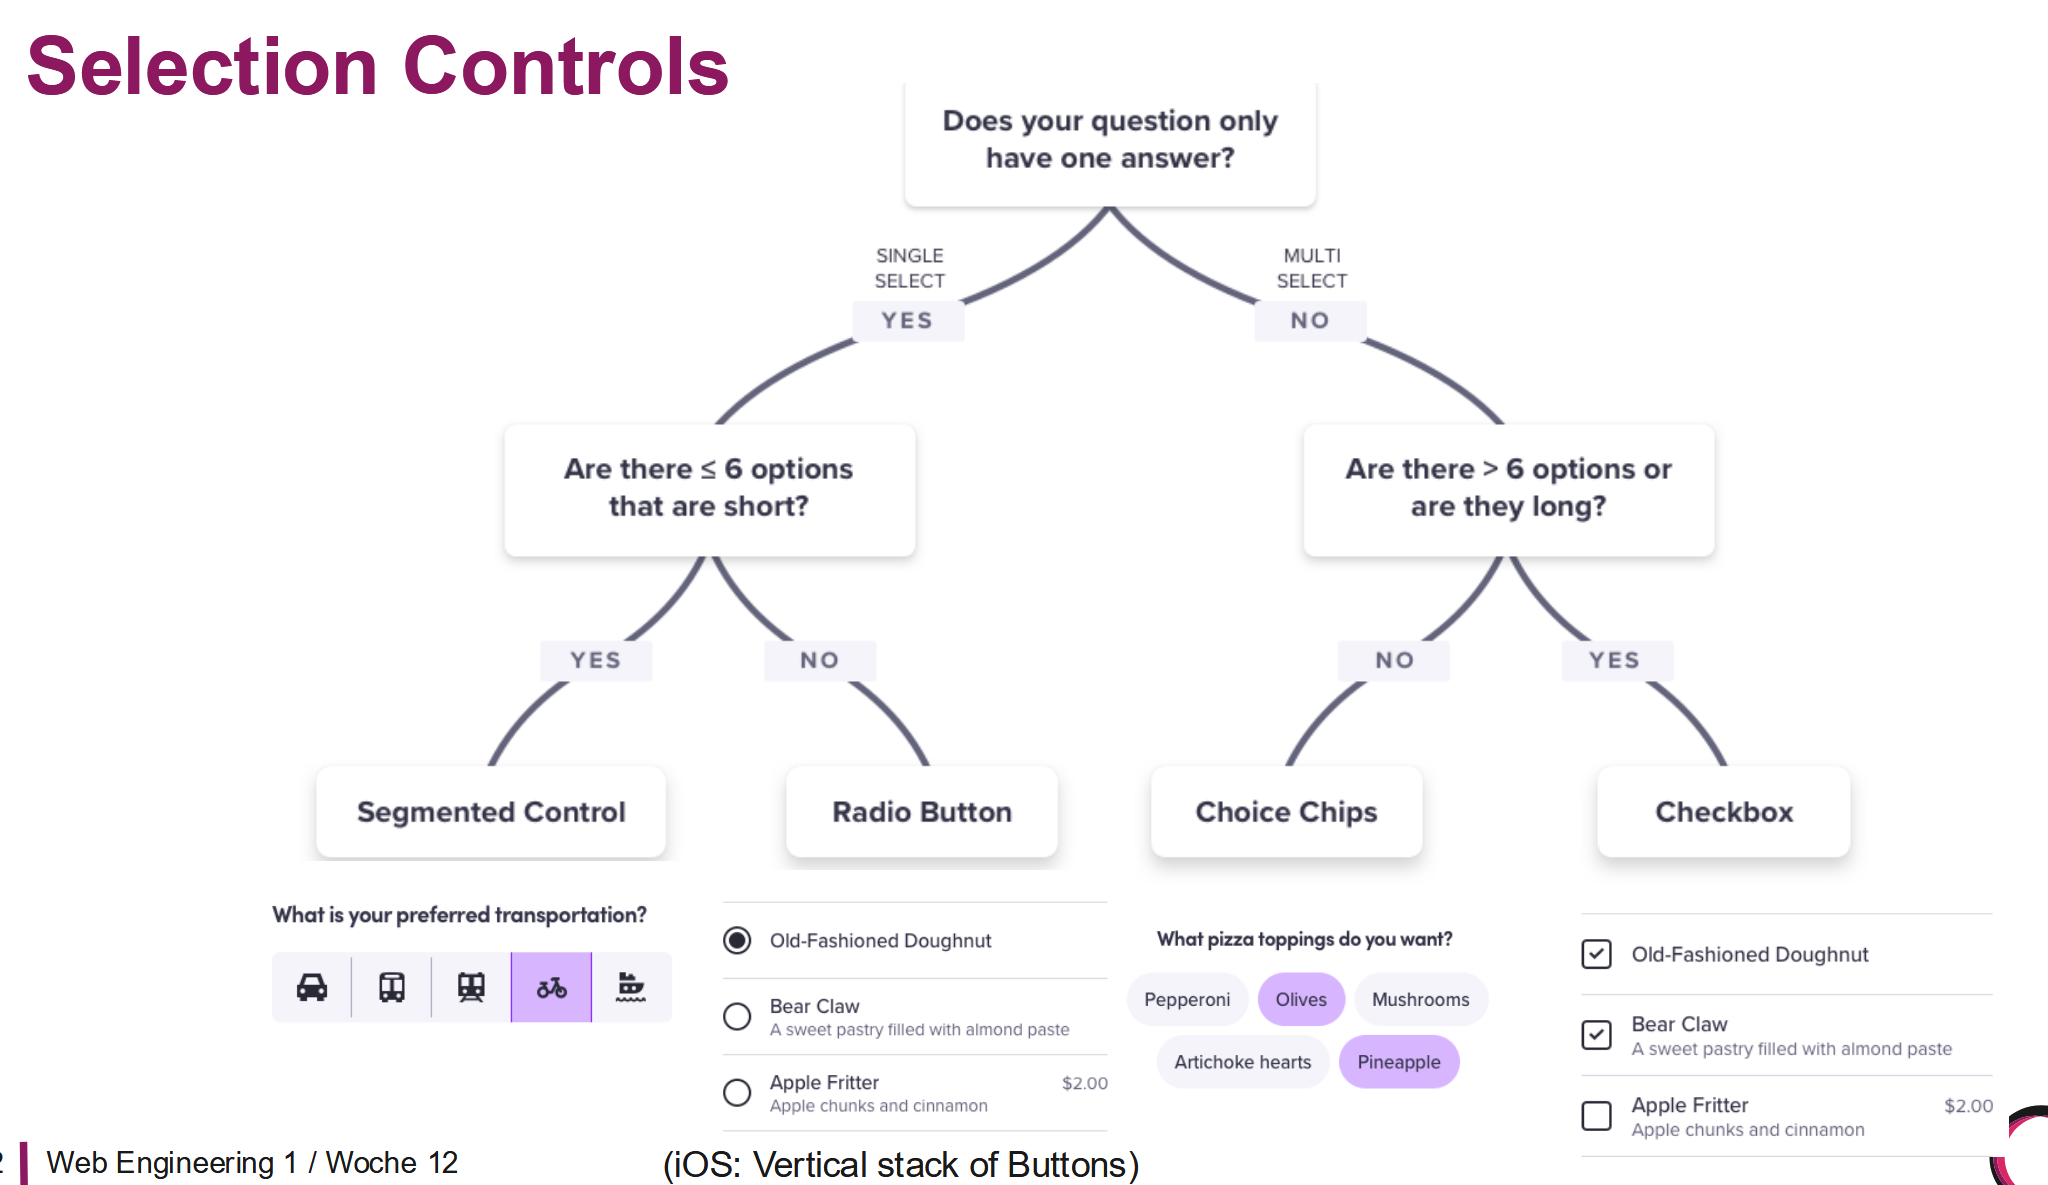 Selection Controls
Does your question only
have one answer?
SINGLE
SELECT
YES
MULTI
SELECT
NO
Are there ≤ 6 options
that are short?
Are there > 6 options or
are they long?
YES
NO
NO
YES
Segmented Control
Radio Button
Choice Chips
Checkbox
What is your preferred transportation?
Old-Fashioned Doughnut
Bear Claw
A sweet pastry filled with almond paste
Apple Fritter
$2.00
Apple chunks and cinnamon
What pizza toppings do you want?
Pepperoni
Olives
Mushrooms
Artichoke hearts
Pineapple
Old-Fashioned Doughnut
Bear Claw
A sweet pastry filled with almond paste
Apple Fritter
$2.00
Apple chunks and cinnamon
Web Engineering 1 / Woche 12
(iOS: Vertical stack of Buttons)